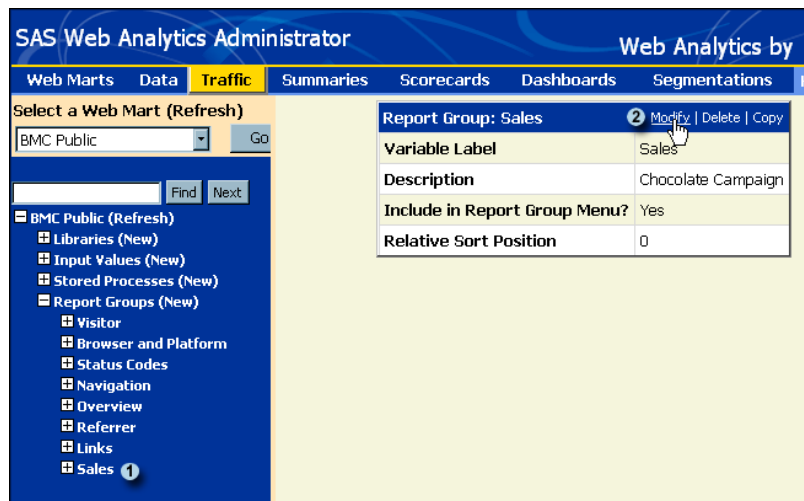 SAS Web Analytics Administrator
Web Analytics by
Web Marts Data Traffic Summaries Scorecards Dashboards Segmentations
Select a Web Mart (Refresh)
BMC Public Go
Find Next
BMC Public (Refresh)
Libraries (New)
Input Values (New)
Stored Processes (New)
Report Groups (New)
Visitor
Browser and Platform
Status Codes
Navigation
Overview
Referrer
Links
Sales 1
Report Group: Sales 2 Modify | Delete | Copy
Variable Label Sales
Description Chocolate Campaign
Include in Report Group Menu? Yes
Relative Sort Position 0